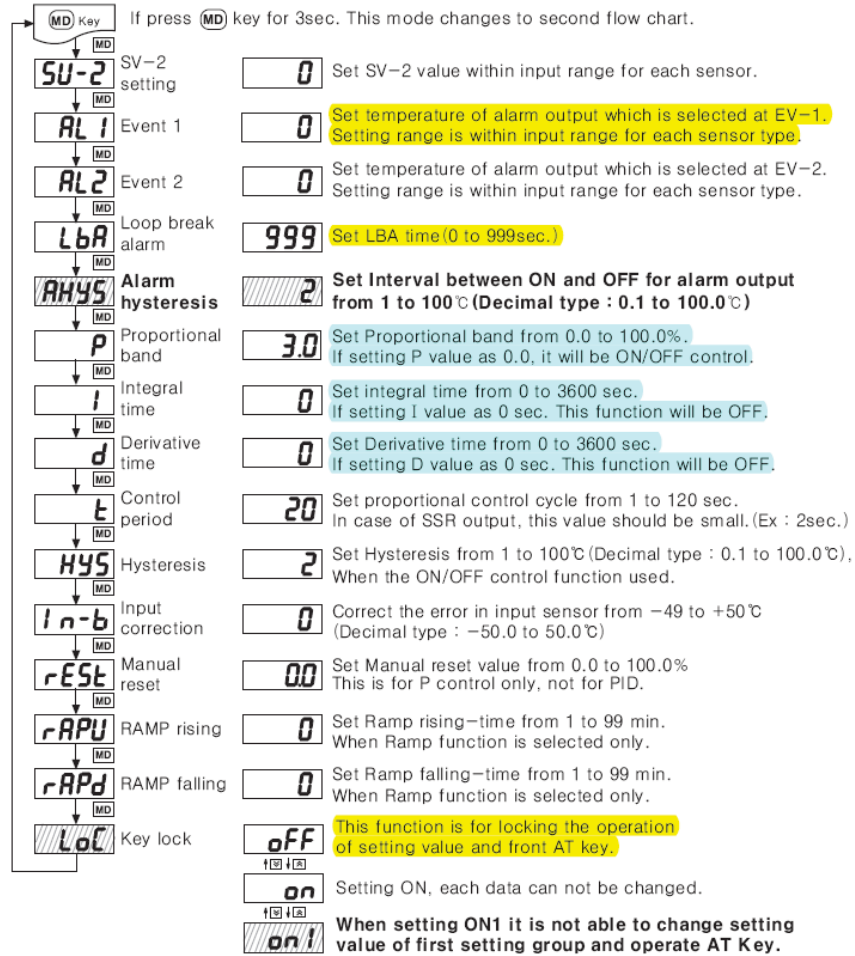 MD Key If press MD key for 3sec. This mode changes to second flow chart.
MD
SU-2 SV-2 setting 0 Set SV-2 value within input range for each sensor.
MD
AL 1 Event 1 0 Set temperature of alarm output which is selected at EV-1.
Setting range is within input range for each sensor type.
MD
AL2 Event 2 0 Set temperature of alarm output which is selected at EV-2.
Setting range is within input range for each sensor type.
MD
LbA Loop break alarm 999 Set LBA time(0 to 999sec.)
MD
AHYS Alarm hysteresis 2 Set Interval between ON and OFF for alarm output
from 1 to 100℃(Decimal type : 0.1 to 100.0℃)
MD
P Proportional band 3.0 Set Proportional band from 0.0 to 100.0%.
If setting P value as 0.0, it will be ON/OFF control.
MD
I Integral time 0 Set integral time from 0 to 3600 sec.
If setting I value as 0 sec. This function will be OFF.
MD
d Derivative time 0 Set Derivative time from 0 to 3600 sec.
If setting D value as 0 sec. This function will be OFF.
MD
t Control period 20 Set proportional control cycle from 1 to 120 sec.
In case of SSR output, this value should be small.(Ex : 2sec.)
MD
HYS Hysteresis 2 Set Hysteresis from 1 to 100℃(Decimal type : 0.1 to 100.0℃),
When the ON/OFF control function used.
MD
In-b Input correction 0 Correct the error in input sensor from -49 to +50℃
(Decimal type : -50.0 to 50.0℃)
MD
rESt Manual reset 0.0 Set Manual reset value from 0.0 to 100.0%
This is for P control only, not for PID.
MD
rAPU RAMP rising 0 Set Ramp rising-time from 1 to 99 min.
When Ramp function is selected only.
MD
rAPd RAMP falling 0 Set Ramp falling-time from 1 to 99 min.
When Ramp function is selected only.
MD
LoC Key lock oFF This function is for locking the operation
of setting value and front AT key.
on Setting ON, each data can not be changed.
on1 When setting ON1 it is not able to change setting
value of first setting group and operate AT Key.